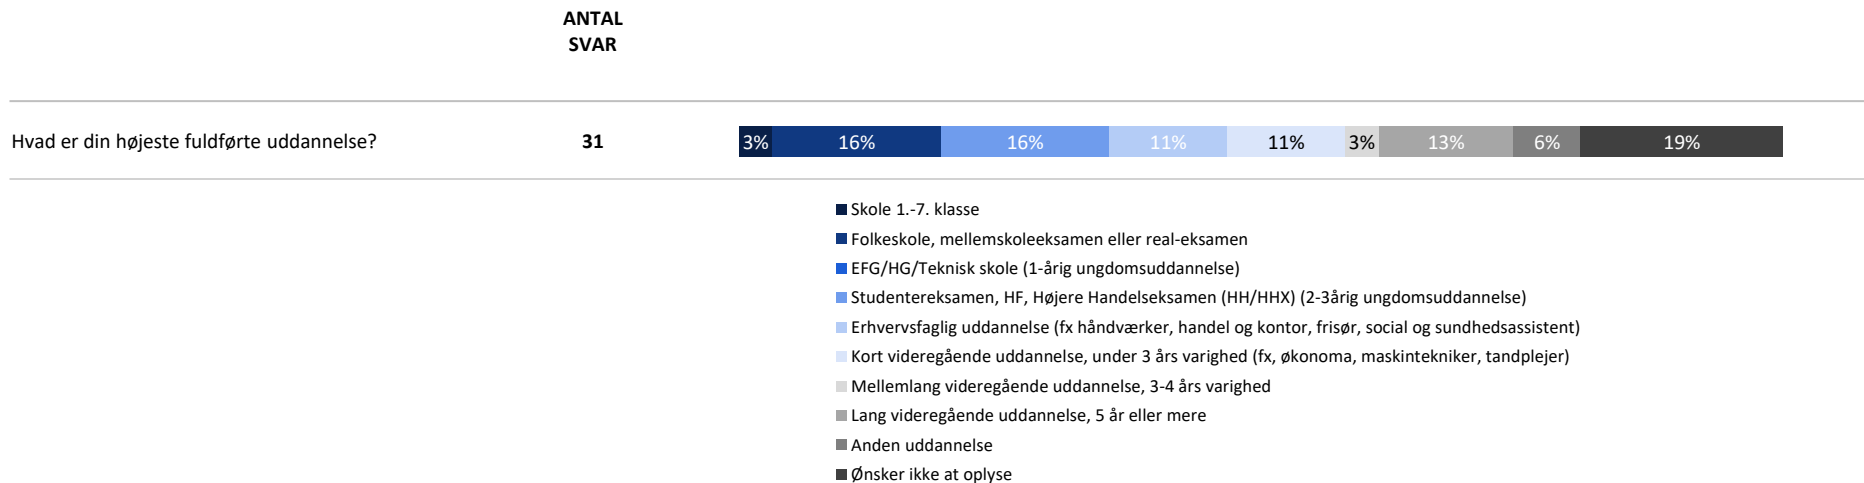 ANTAL
SVAR
Hvad er din højeste fuldførte uddannelse? 31 3% 16% 16% 11% 11% 3% 13% 6% 19%
Skole 1.-7. klasse
Folkeskole, mellemskoleeksamen eller real-eksamen
EFG/HG/Teknisk skole (1-årig ungdomsuddannelse)
Studentereksamen, HF, Højere Handelseksamen (HH/HHX) (2-3årig ungdomsuddannelse)
Erhvervsfaglig uddannelse (fx håndværker, handel og kontor, frisør, social og sundhedsassistent)
Kort videregående uddannelse, under 3 års varighed (fx, økonoma, maskintekniker, tandplejer)
Mellemlang videregående uddannelse, 3-4 års varighed
Lang videregående uddannelse, 5 år eller mere
Anden uddannelse
Ønsker ikke at oplyse